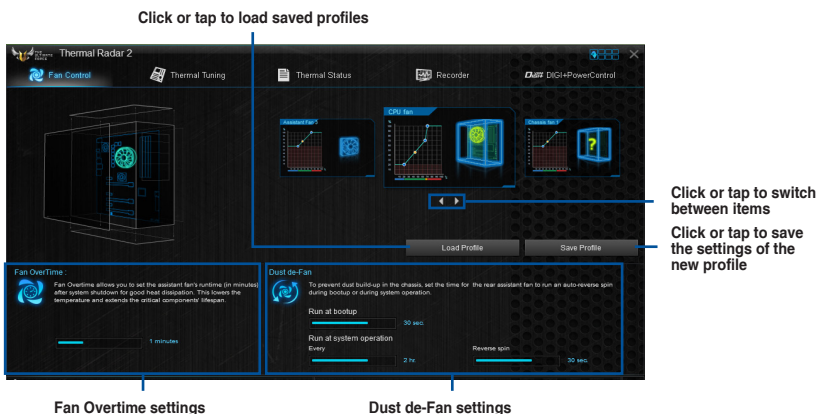 Click or tap to load saved profiles
Thermal Radar 2
Fan Control
Thermal Tuning
Thermal Status
Recorder
DIGI+PowerControl
Assistant Fan 3
CPU fan
Chassis fan 1
?
Click or tap to switch
between items
Click or tap to save
the settings of the
new profile
Load Profile
Save Profile
Fan OverTime :
Fan Overtime allows you to set the assistant fan's runtime (in minutes)
after system shutdown for good heat dissipation. This lowers the
temperature and extends the critical components' lifespan.
1 minutes
Dust de-Fan
To prevent dust build-up in the chassis, set the time for the rear assistant fan to run an auto-reverse spin
during bootup or during system operation.
Run at bootup
30 sec.
Run at system operation
Every
Reverse spin
2 hr.
30 sec.
Fan Overtime settings
Dust de-Fan settings